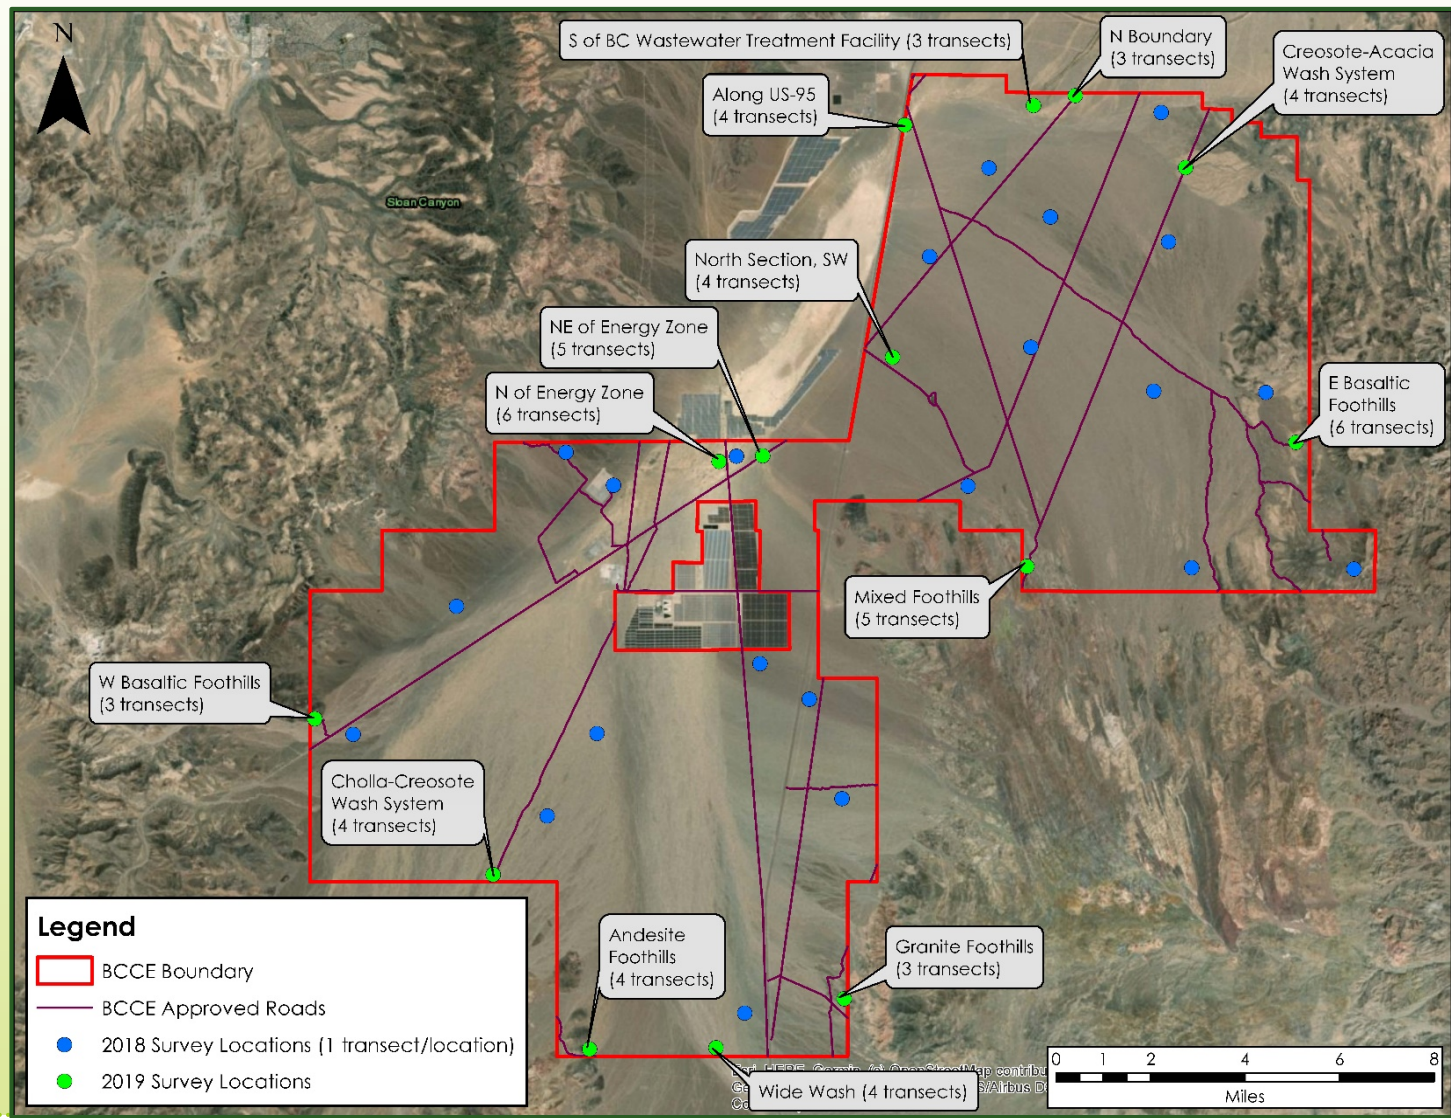 N
S of BC Wastewater Treatment Facility (3 transects)
N Boundary
(3 transects)
Creosote-Acacia
Wash System
(4 transects)
Along US-95
(4 transects)
Sloan Canyon
North Section, SW
(4 transects)
NE of Energy Zone
(5 transects)
N of Energy Zone
(6 transects)
E Basaltic
Foothills
(6 transects)
Mixed Foothills
(5 transects)
W Basaltic Foothills
(3 transects)
Cholla-Creosote
Wash System
(4 transects)
Andesite
Foothills
(4 transects)
Granite Foothills
(3 transects)
Wide Wash (4 transects)
Legend
BCCE Boundary
BCCE Approved Roads
2018 Survey Locations (1 transect/location)
2019 Survey Locations
0 1 2 4 6 8
Miles